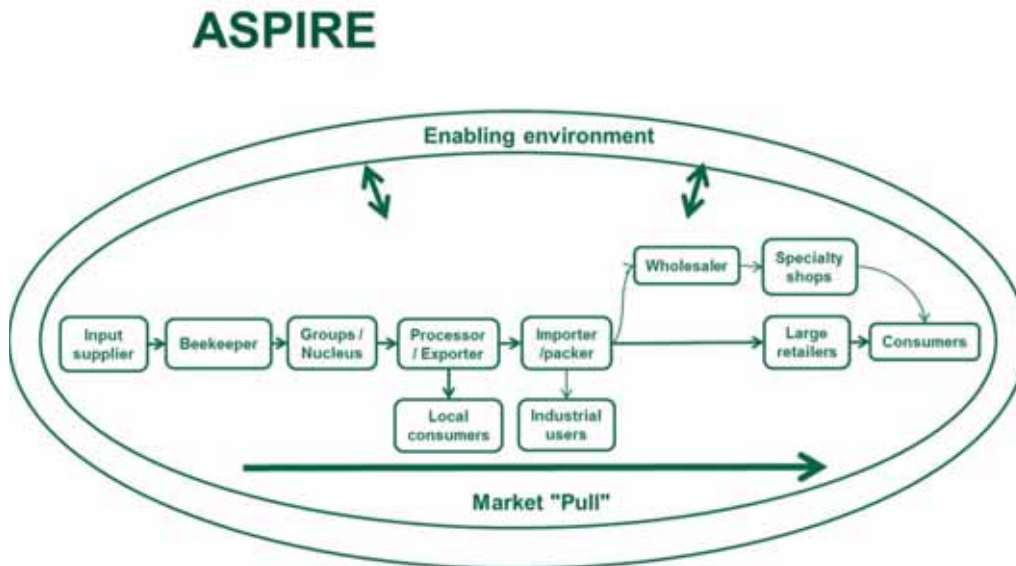 ASPIRE
Enabling environment
Wholesaler
Specialty
shops
Input
supplier
Beekeeper
Groups /
Nucleus
Processor
/ Exporter
Importer
/packer
Large
retailers
Consumers
Local
consumers
Industrial
users
Market "Pull"